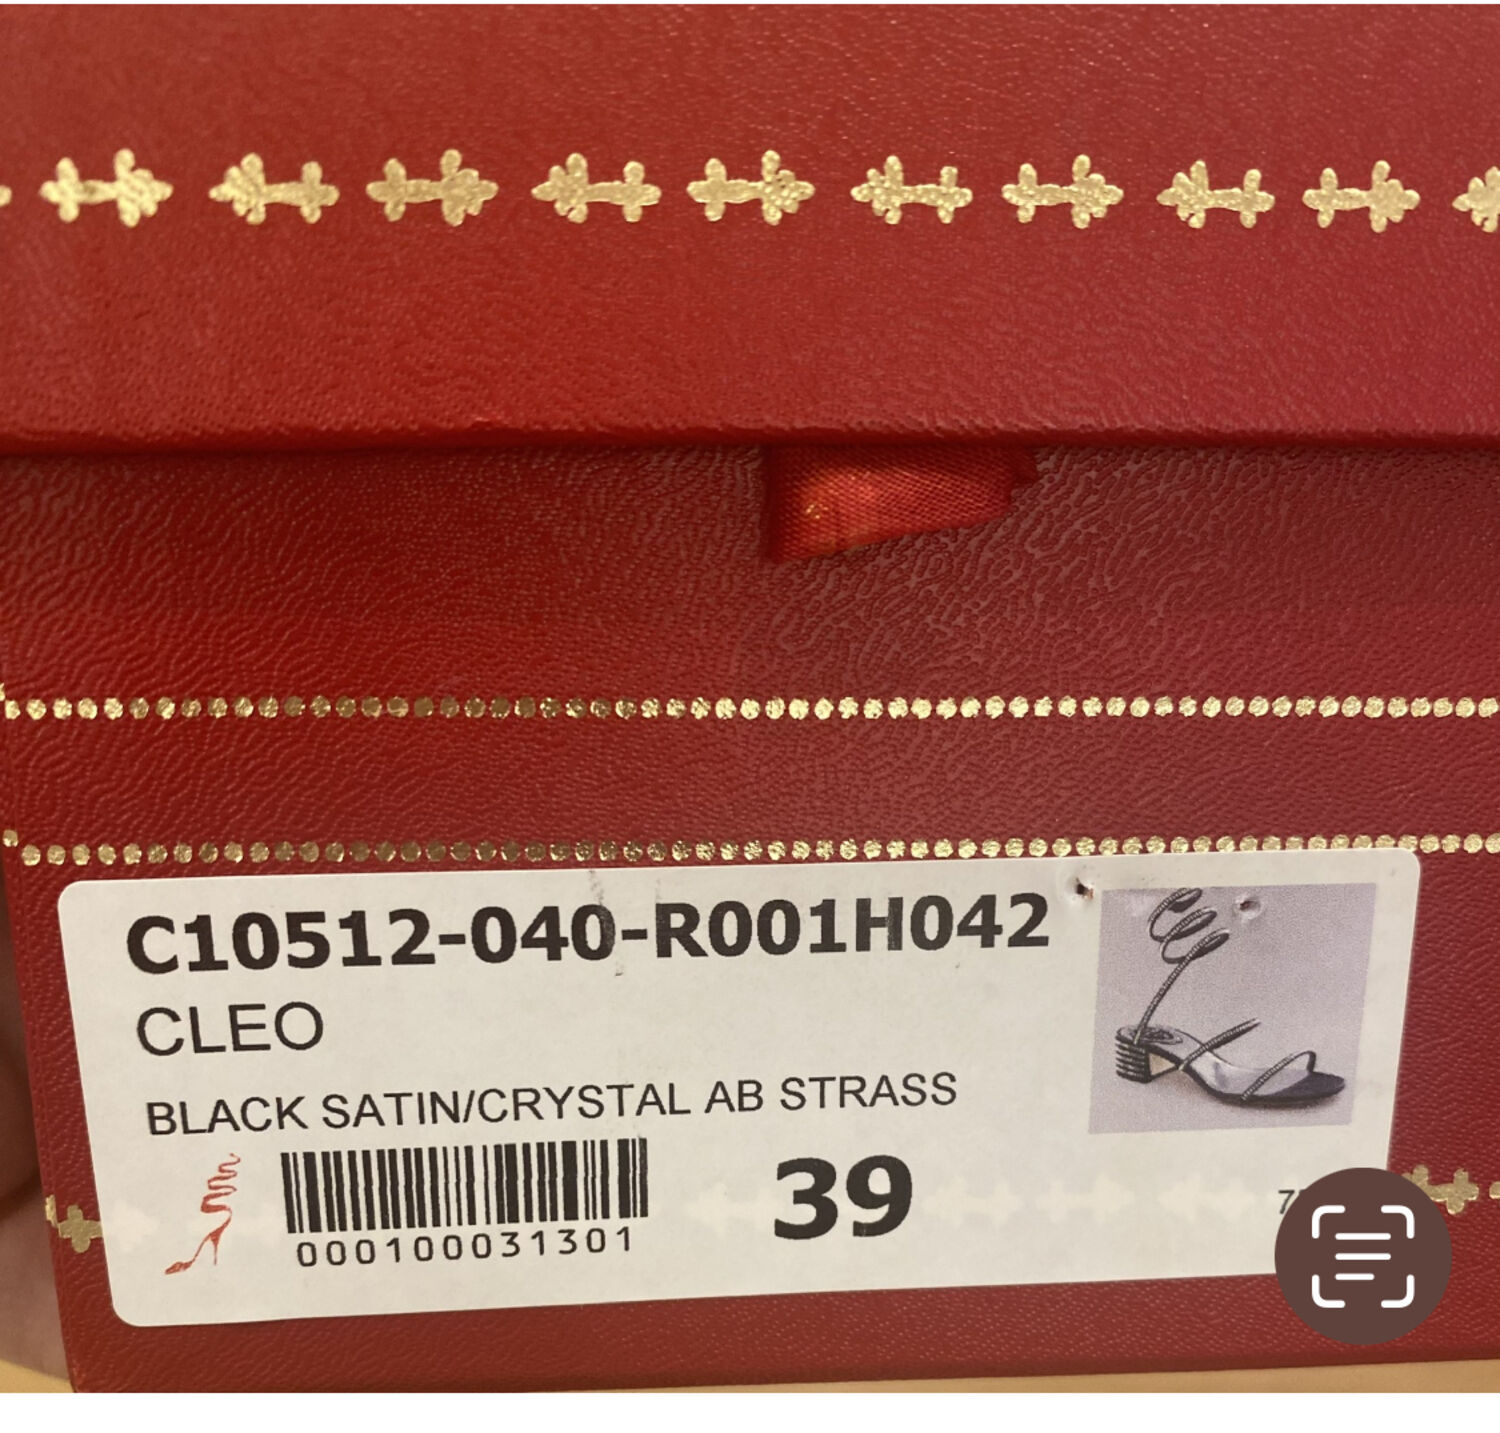 C10512-040-R001H042
CLEO
BLACK SATIN/CRYSTAL AB STRASS
39
000100031301